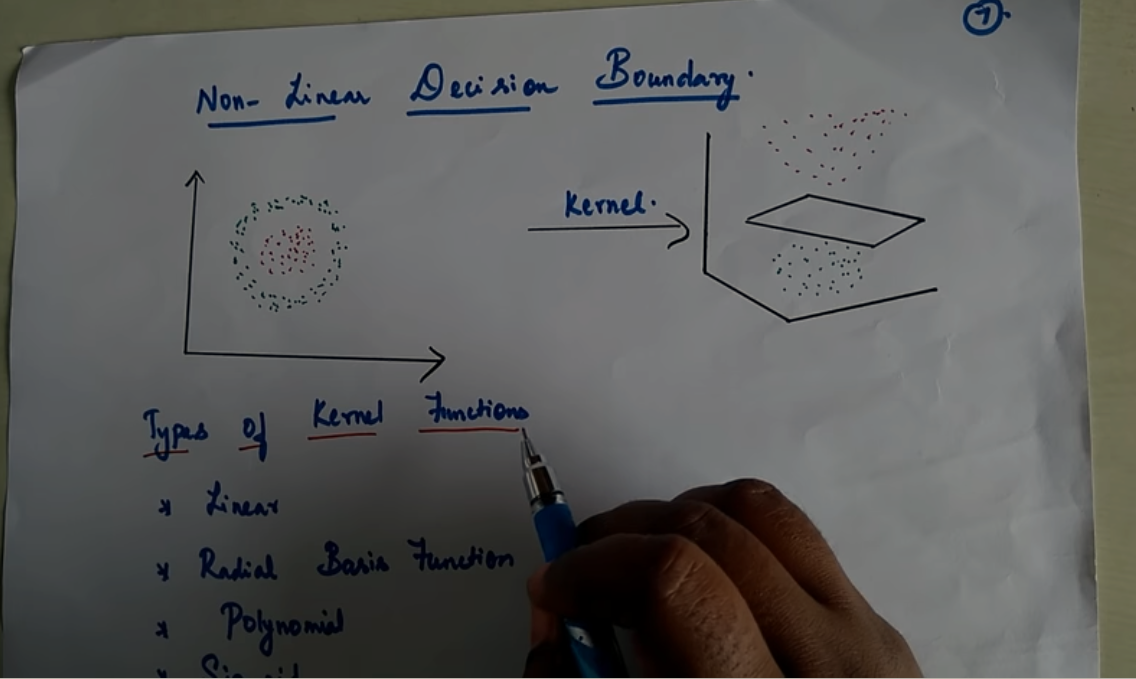 7.
Non-Linear Decision Boundary.
Kernel.
Types Of Kernel Functions
* Linear
* Radial Basis Function
* Polynomial